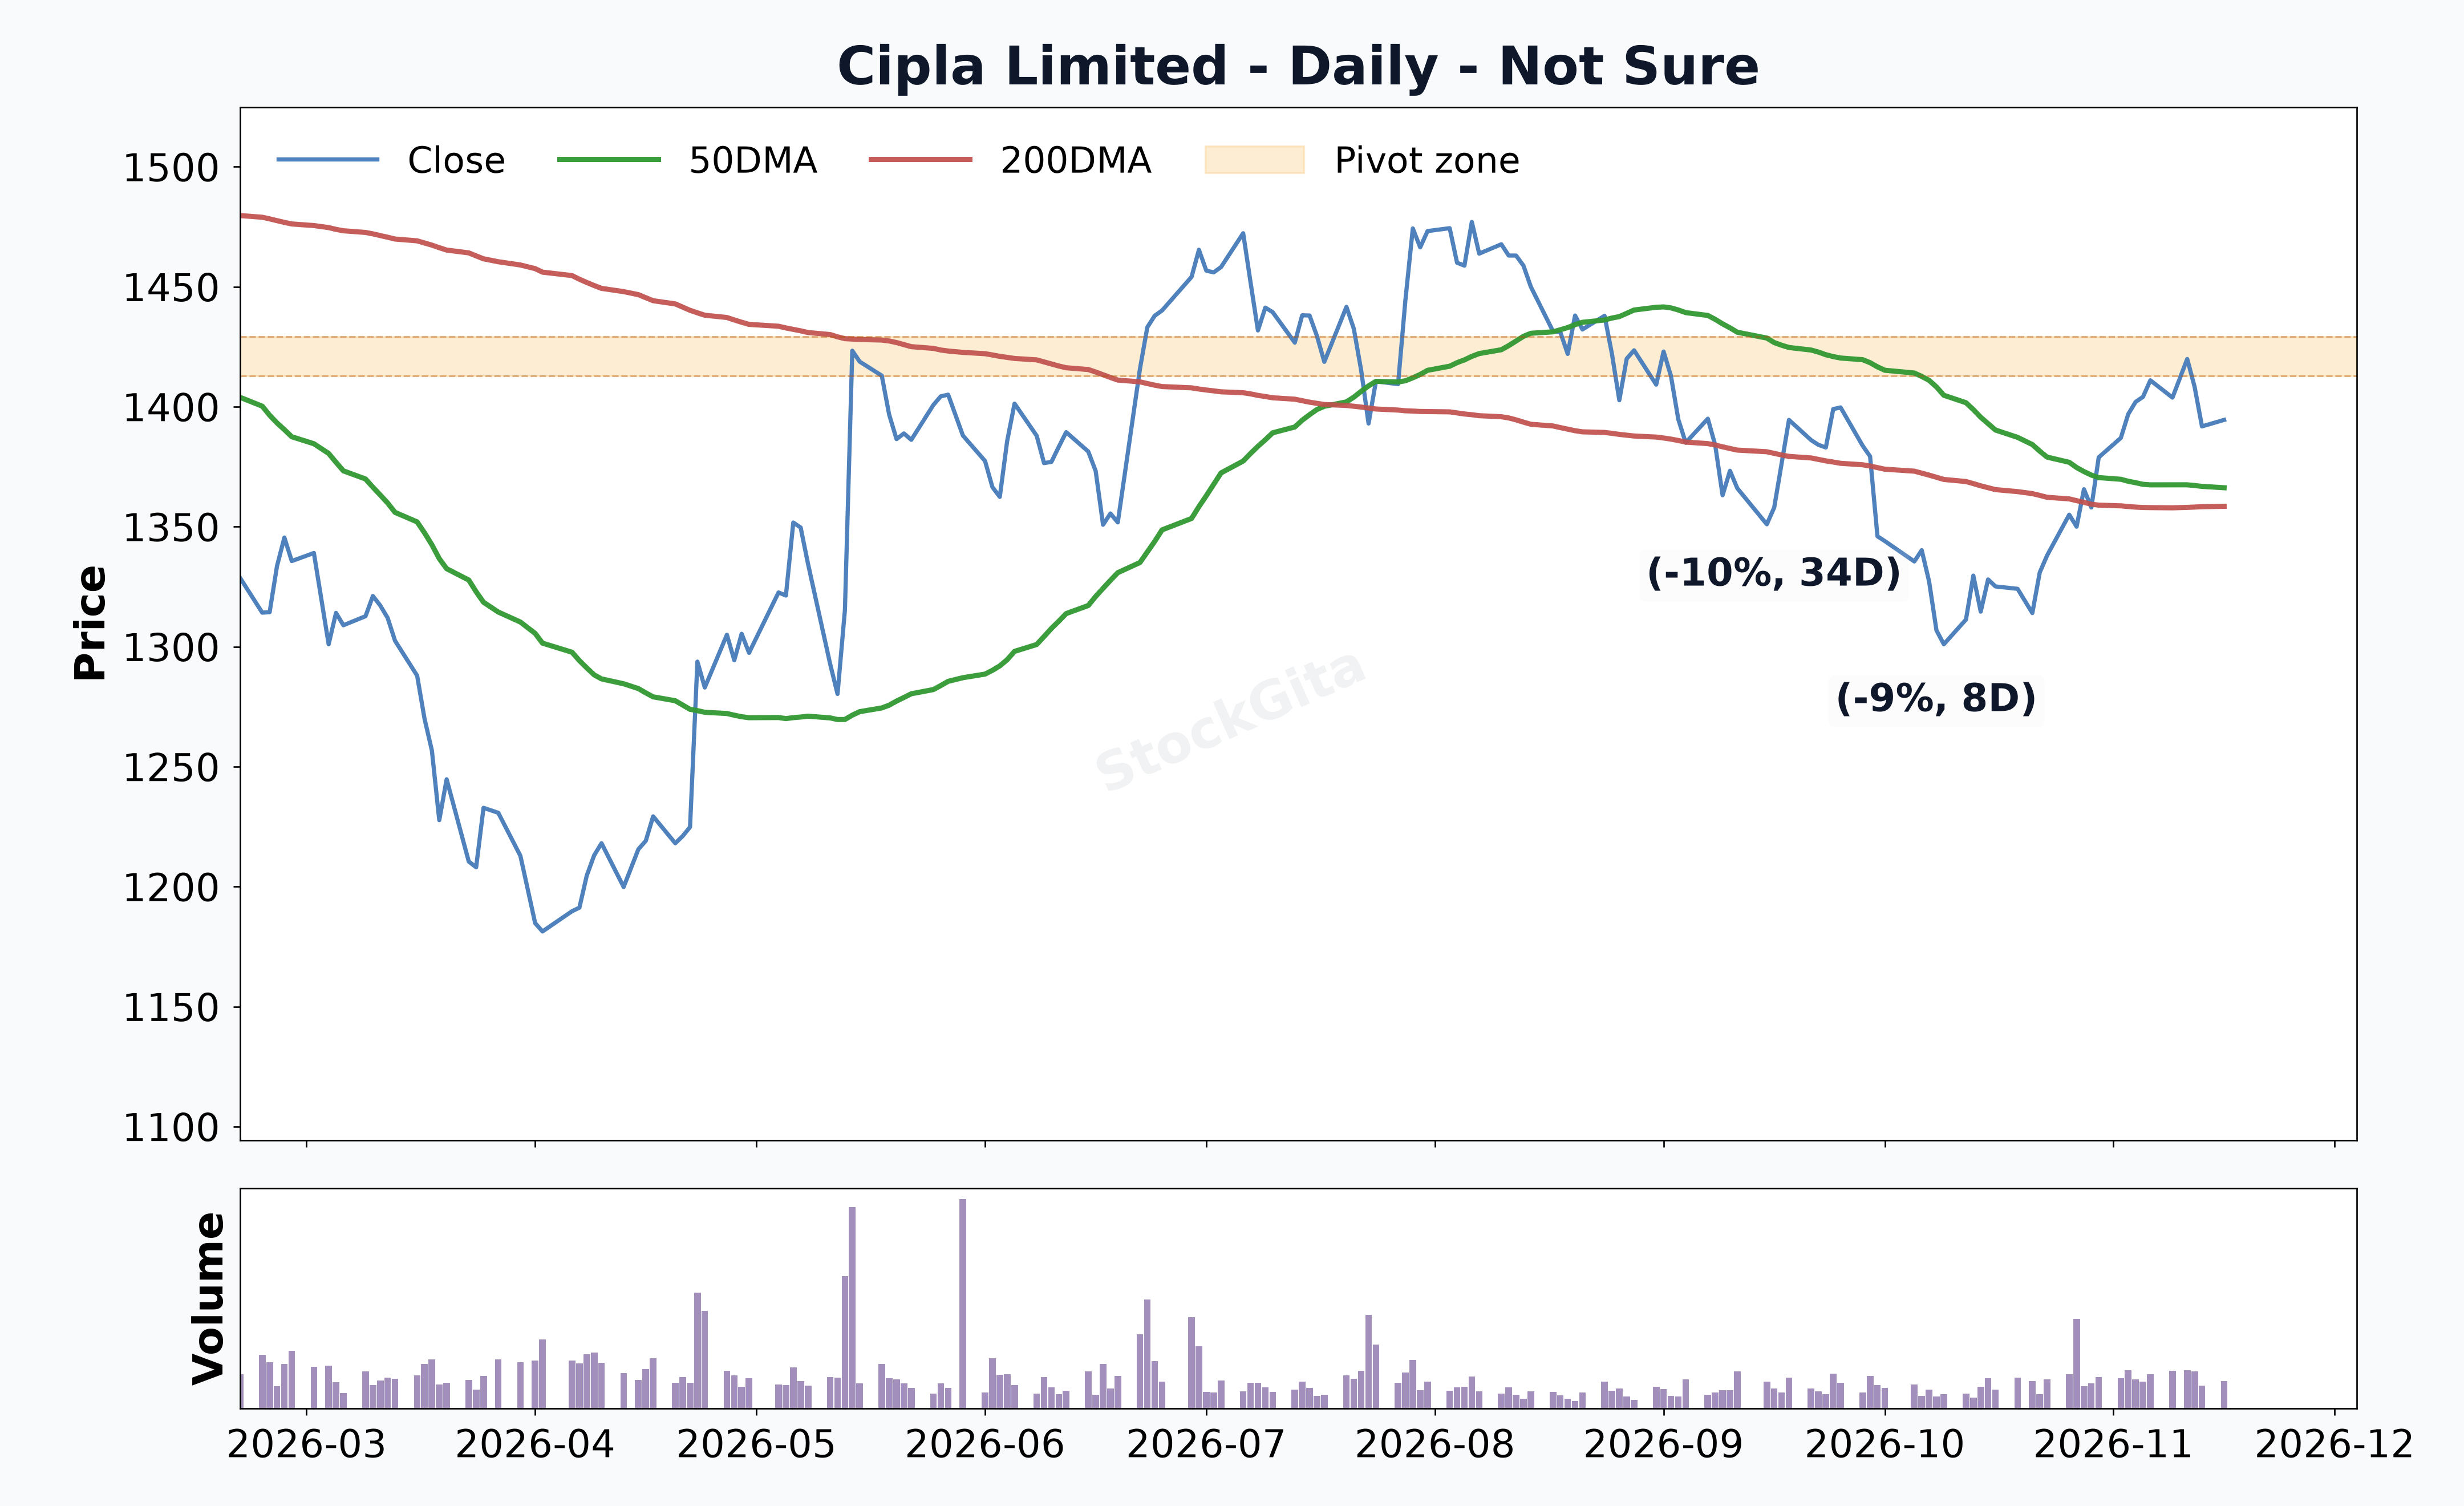 Cipla Limited - Daily - Not Sure
Close 50DMA 200DMA Pivot zone
Price
1500
1450
1400
1350
1300
1250
1200
1150
1100
(-10%, 34D)
(-9%, 8D)
StockGita
Volume
2026-03 2026-04 2026-05 2026-06 2026-07 2026-08 2026-09 2026-10 2026-11 2026-12